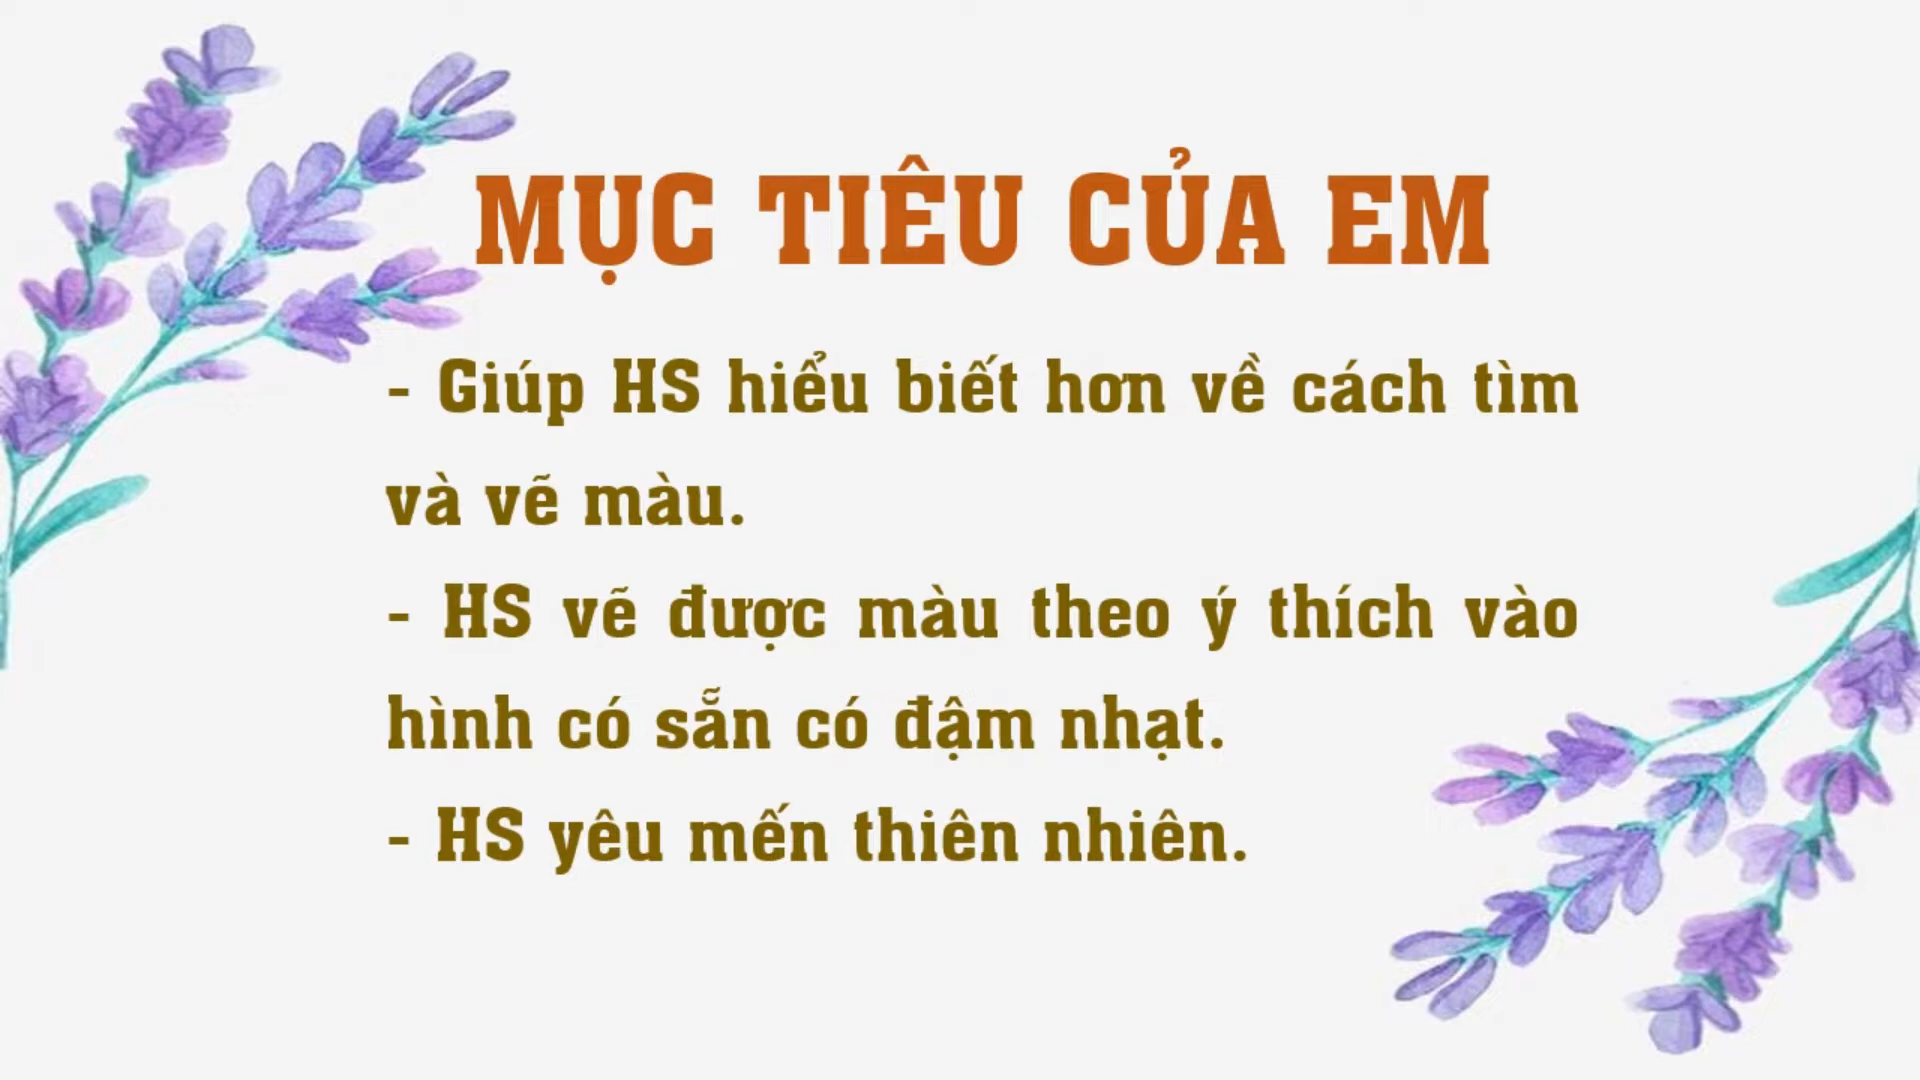 MỤC TIÊU CỦA EM
- Giúp HS hiểu biết hơn về cách tìm
và vẽ màu.
- HS vẽ được màu theo ý thích vào
hình có sẵn có đậm nhạt.
- HS yêu mến thiên nhiên.